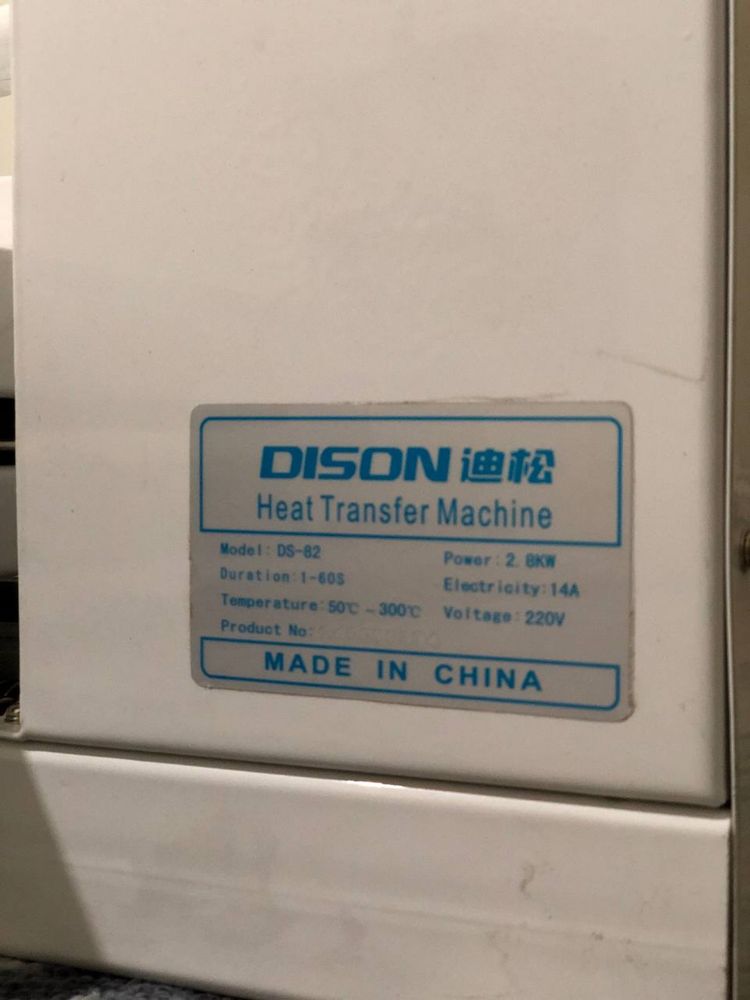 DISON 迪松
Heat Transfer Machine
Model: DS-82
Duration: 1-60S
Temperature: 50℃ ~ 300℃
Product No:
Power: 2.8KW
Electricity: 14A
Voltage: 220V
MADE IN CHINA